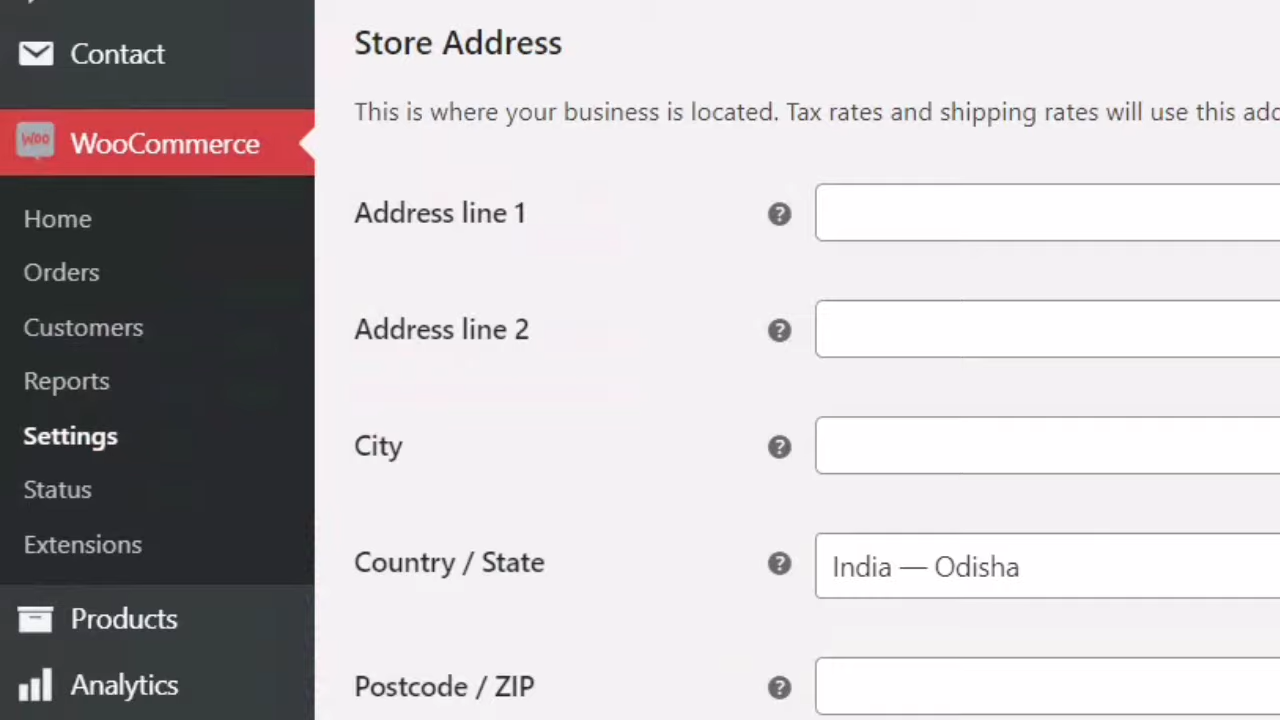 Contact
WooCommerce
Home
Orders
Customers
Reports
Settings
Status
Extensions
Products
Analytics
Store Address
This is where your business is located. Tax rates and shipping rates will use this add
Address line 1
Address line 2
City
Country / State
India — Odisha
Postcode / ZIP